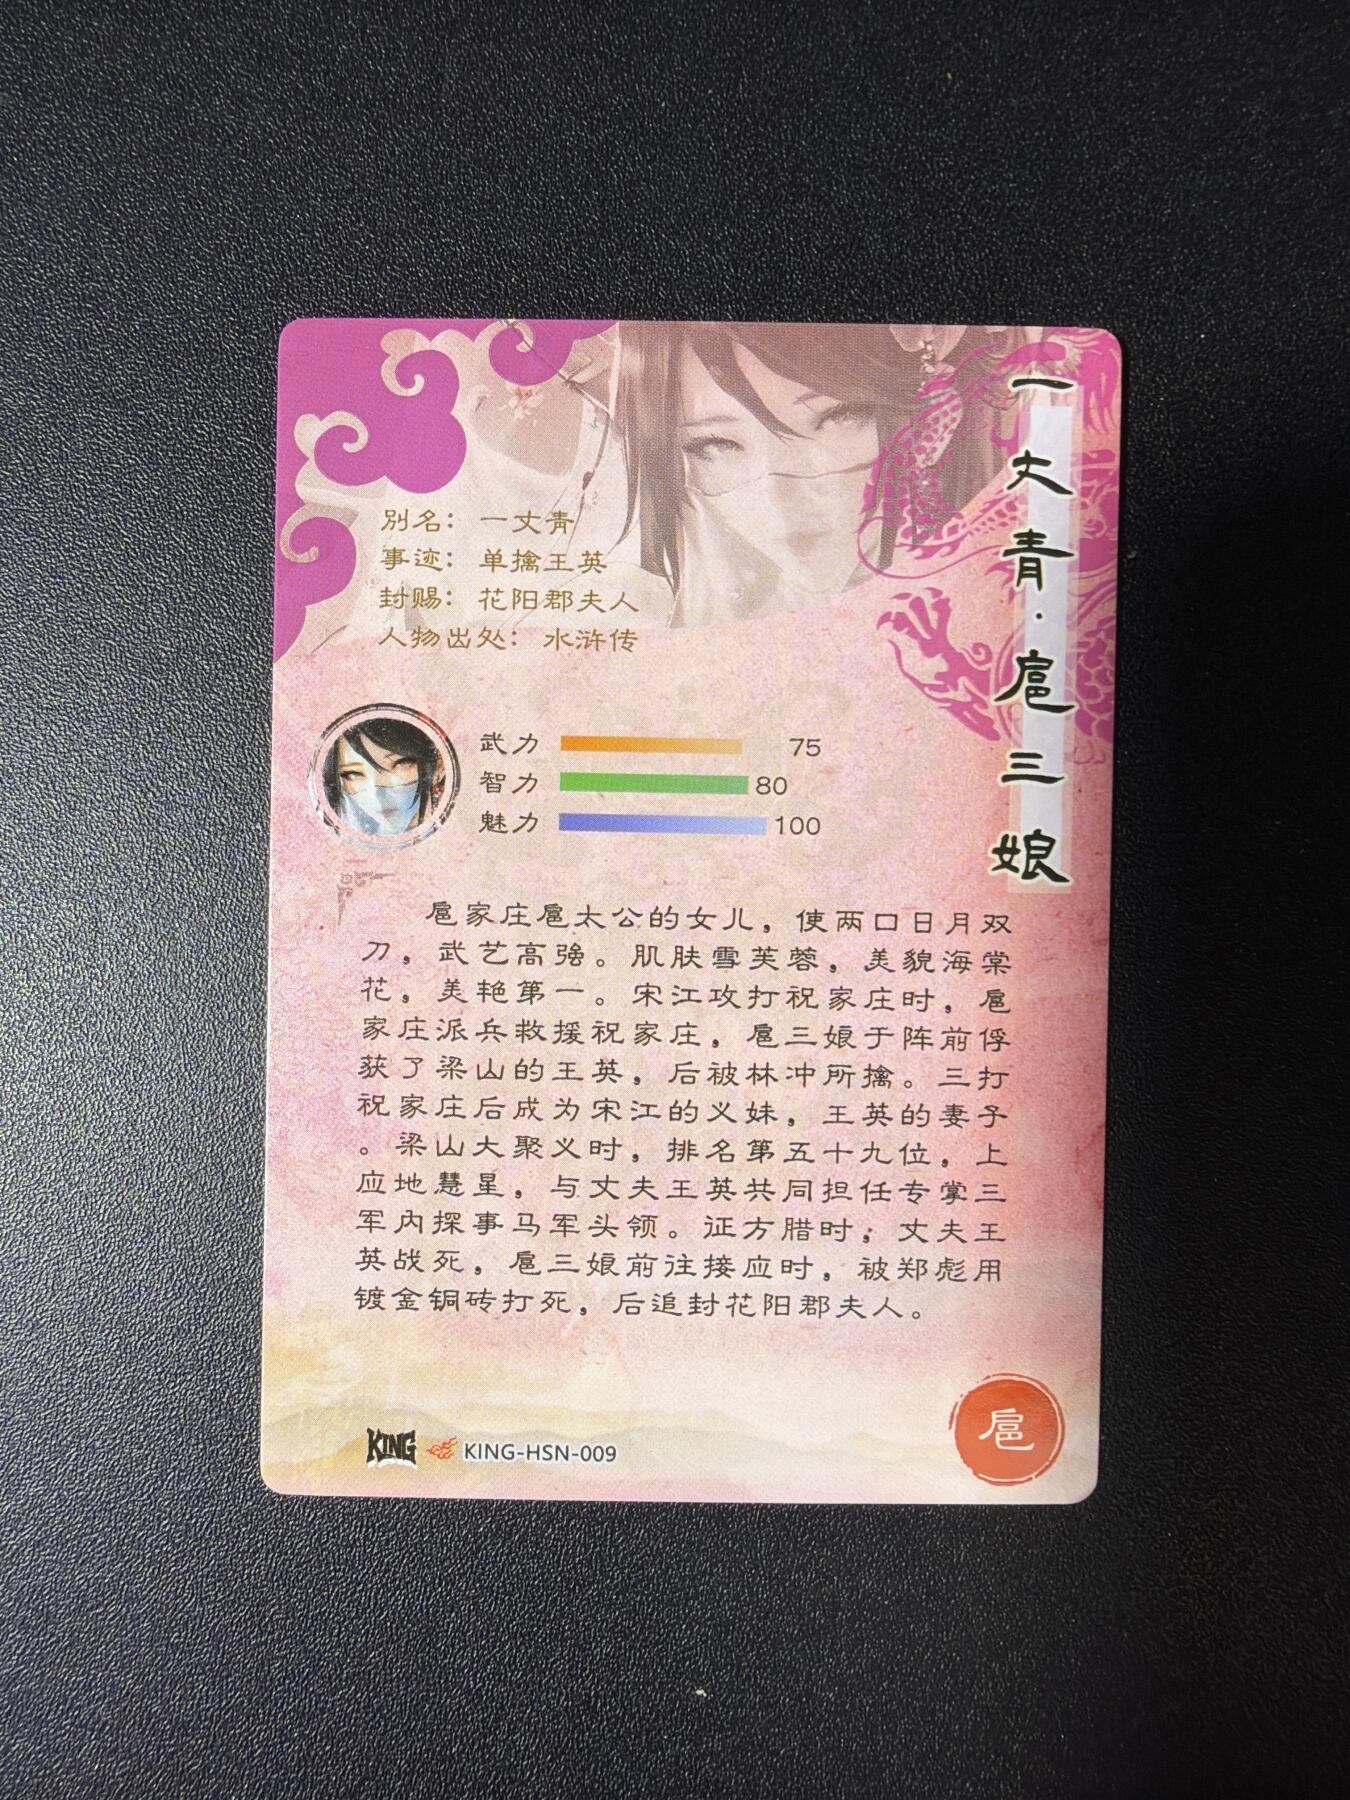 一丈青·扈三娘
别名：一丈青
事迹：单擒王英
封赐：花阳郡夫人
人物出处：水浒传
武力 75
智力 80
魅力 100
扈家庄扈太公的女儿，使两口日月双
刀，武艺高强。肌肤雪芙蓉，美貌海棠
花，美艳第一。宋江攻打祝家庄时，扈
家庄派兵救援祝家庄，扈三娘于阵前俘
获了梁山的王英，后被林冲所擒。三打
祝家庄后成为宋江的义妹，王英的妻子
。梁山大聚义时，排名第五十九位，上
应地慧星，与丈夫王英共同担任专掌三
军内探事马军头领。证方腊时；丈夫王
英战死，扈三娘前往接应时，被郑彪用
镀金铜砖打死，后追封花阳郡夫人。
KING KING-HSN-009
扈